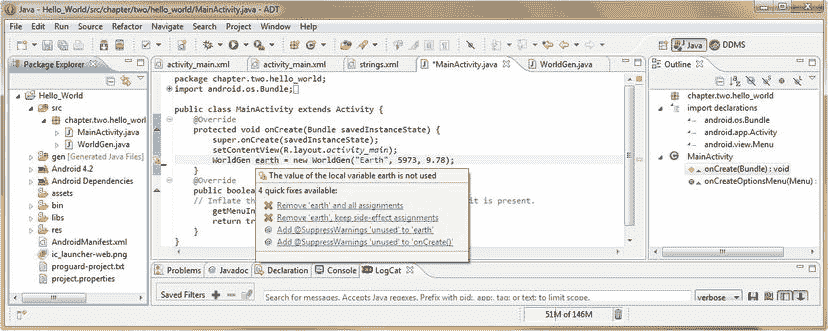 Java - Hello_World/src/chapter/two/hello_world/MainActivity.java - ADT
File Edit Run Source Refactor Navigate Search Project Window Help
Java DDMS
Package Explorer
Hello_World
src
chapter.two.hello_worl
MainActivity.java
WorldGen.java
gen [Generated Java Files]
Android 4.2
Android Dependencies
assets
bin
libs
res
AndroidManifest.xml
ic_launcher-web.png
proguard-project.txt
project.properties
activity_main.xml activity_main.xml strings.xml *MainActivity.java WorldGen.java
package chapter.two.hello_world;
import android.os.Bundle;
public class MainActivity extends Activity {
@Override
protected void onCreate(Bundle savedInstanceState) {
super.onCreate(savedInstanceState);
setContentView(R.layout.activity_main);
WorldGen earth = new WorldGen("Earth", 5973, 9.78);
}
@Override
public boolea
// Inflate th it is present.
getMenuIn
return tr
}
}
The value of the local variable earth is not used
4 quick fixes available:
Remove 'earth' and all assignments
Remove 'earth', keep side-effect assignments
Add @SuppressWarnings 'unused' to 'earth'
Add @SuppressWarnings 'unused' to 'onCreate()'
Outline
chapter.two.hello_world
import declarations
android.os.Bundle
android.app.Activity
android.view.Menu
MainActivity
onCreate(Bundle) : void
onCreateOptionsMenu(Menu) :
Problems Javadoc Declaration Console LogCat
Saved Filters
Search for messages. Accepts Java regexes. Prefix with pid:, app:, tag: or text: to limit scope.
verbose
51M of 146M